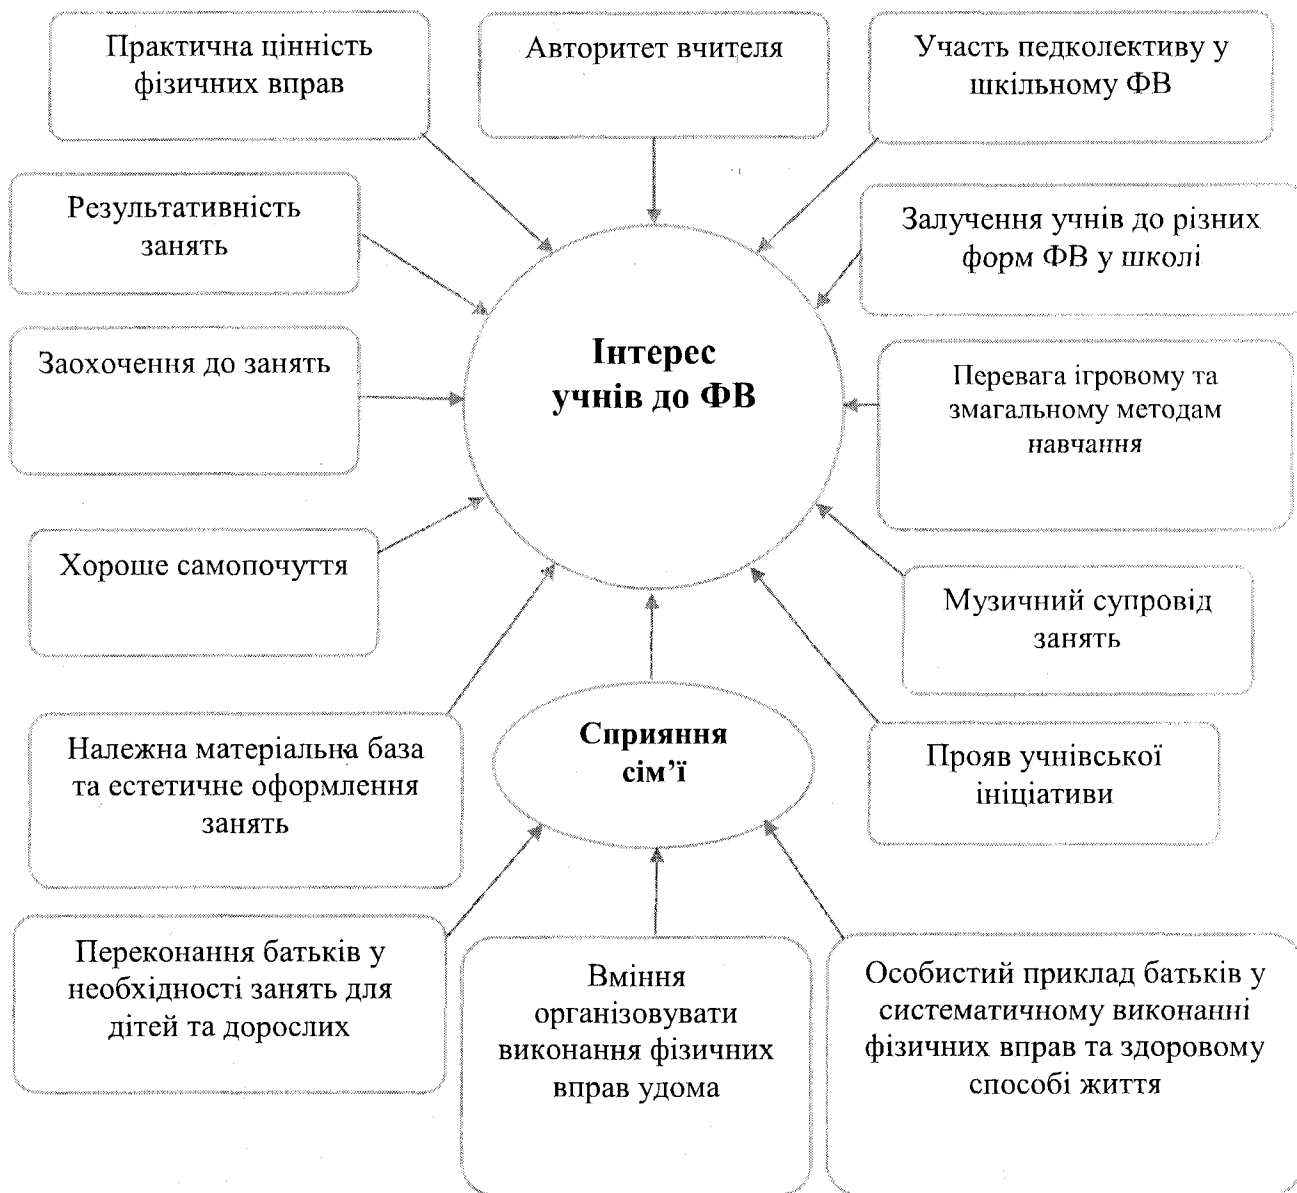 Практична цінність
фізичних вправ
Авторитет вчителя
Участь педколективу у
шкільному ФВ
Результативність
занять
Залучення учнів до різних
форм ФВ у школі
Заохочення до занять
Інтерес
учнів до ФВ
Перевага ігровому та
змагальному методам
навчання
Хороше самопочуття
Музичний супровід
занять
Належна матеріальна база
та естетичне оформлення
занять
Сприяння
сім’ї
Прояв учнівської
ініціативи
Переконання батьків у
необхідності занять для
дітей та дорослих
Вміння
організовувати
виконання фізичних
вправ удома
Особистий приклад батьків у
систематичному виконанні
фізичних вправ та здоровому
способі життя